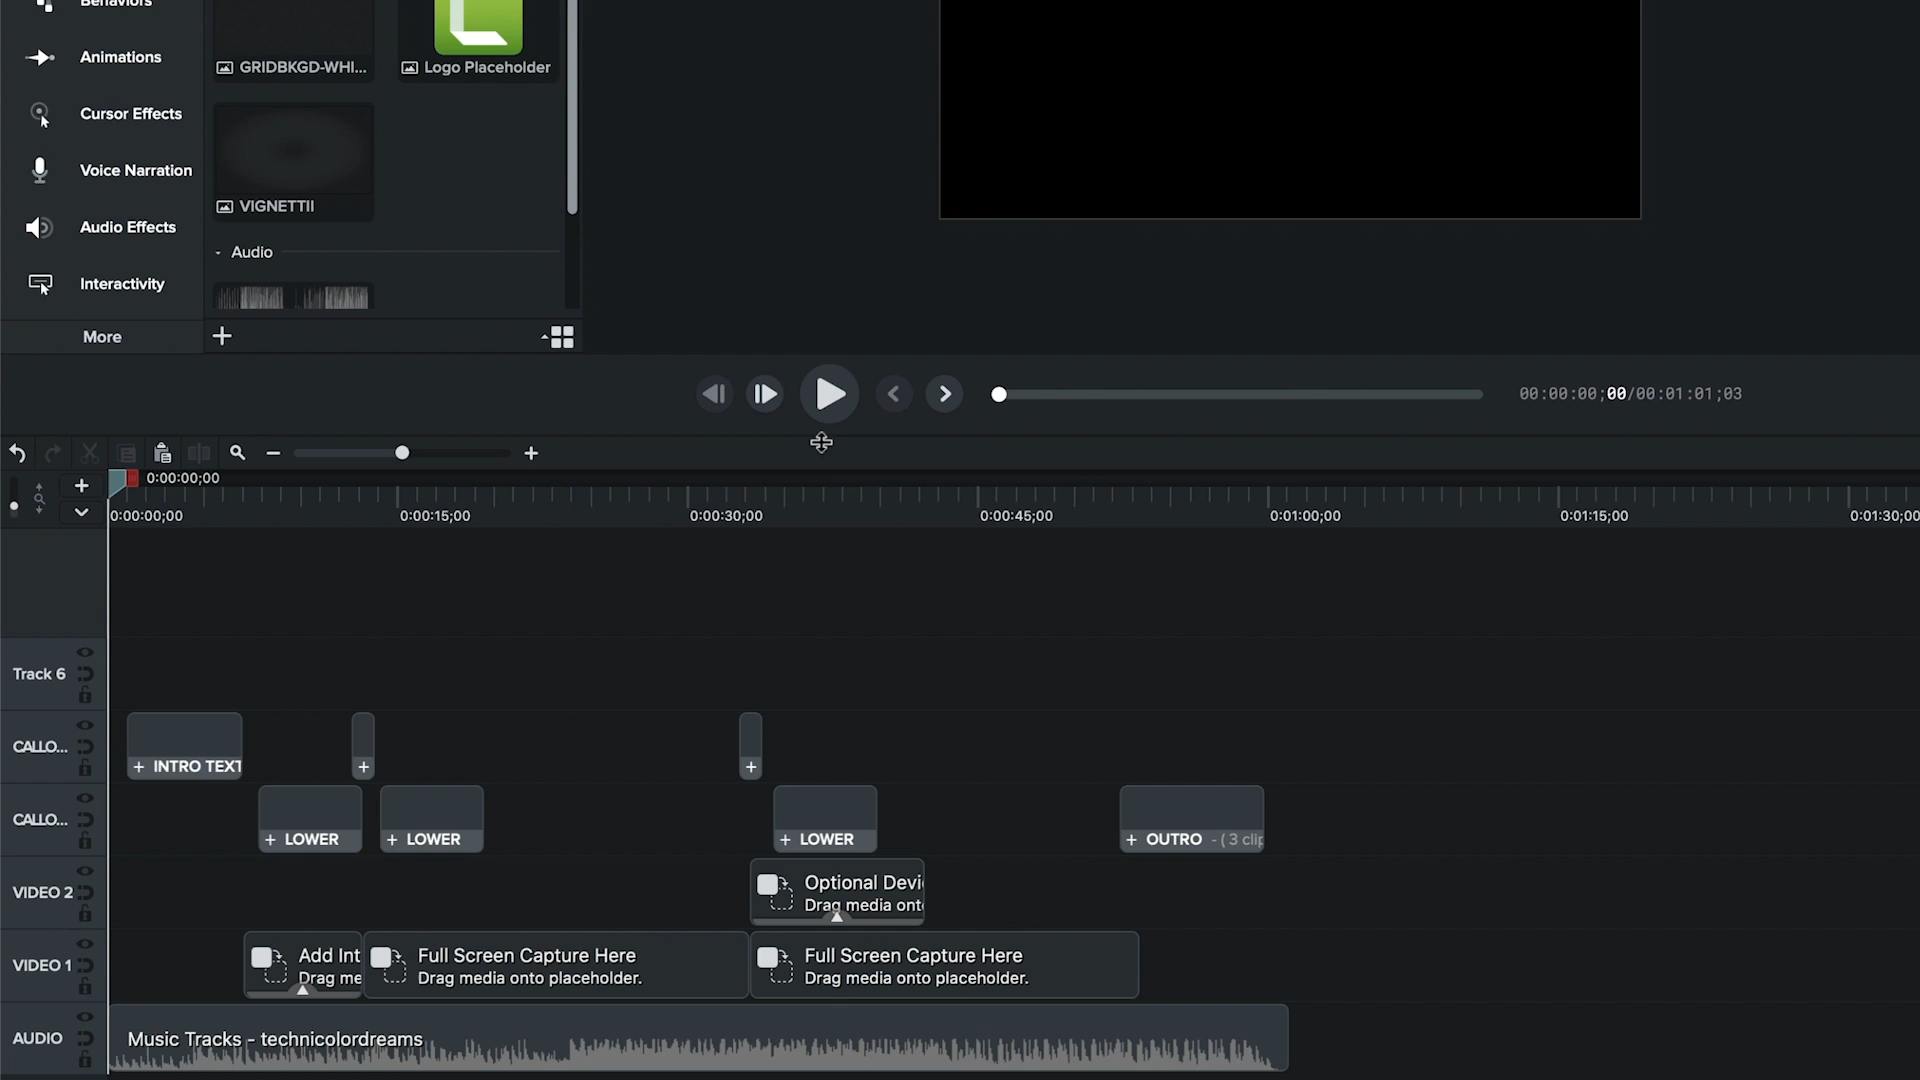 Behaviors
Animations
Cursor Effects
Voice Narration
Audio Effects
Interactivity
More
GRIDBKGD-WHI...
Logo Placeholder
VIGNETTII
Audio
00:00:00;00/00:01:01;03
0:00:00;00
0:00:00;00
0:00:15;00
0:00:30;00
0:00:45;00
0:01:00;00
0:01:15;00
0:01:30;00
Track 6
CALLO...
+ INTRO TEXT
+
+
CALLO...
+ LOWER
+ LOWER
+ LOWER
+ OUTRO - ( 3 clip
VIDEO 2
Optional Devi
Drag media onto
VIDEO 1
Add Int
Drag me
Full Screen Capture Here
Drag media onto placeholder.
Full Screen Capture Here
Drag media onto placeholder.
AUDIO
Music Tracks - technicolordreams